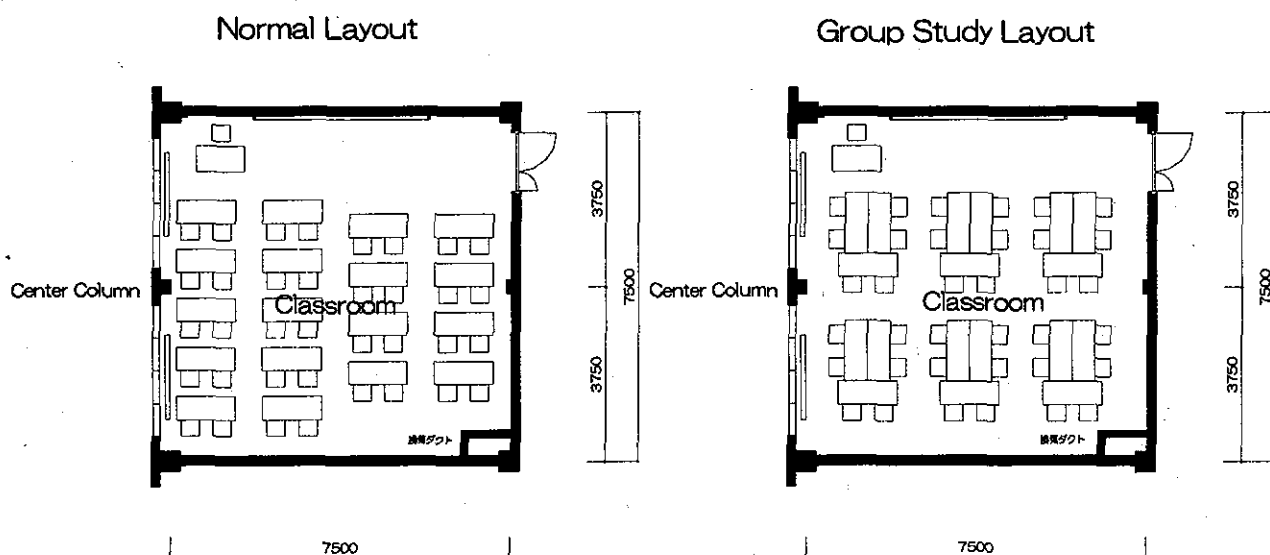 Normal Layout
Group Study Layout
3750
7500
3750
Center Column
Classroom
換気ダクト
7500
3750
7500
3750
Center Column
Classroom
換気ダクト
7500